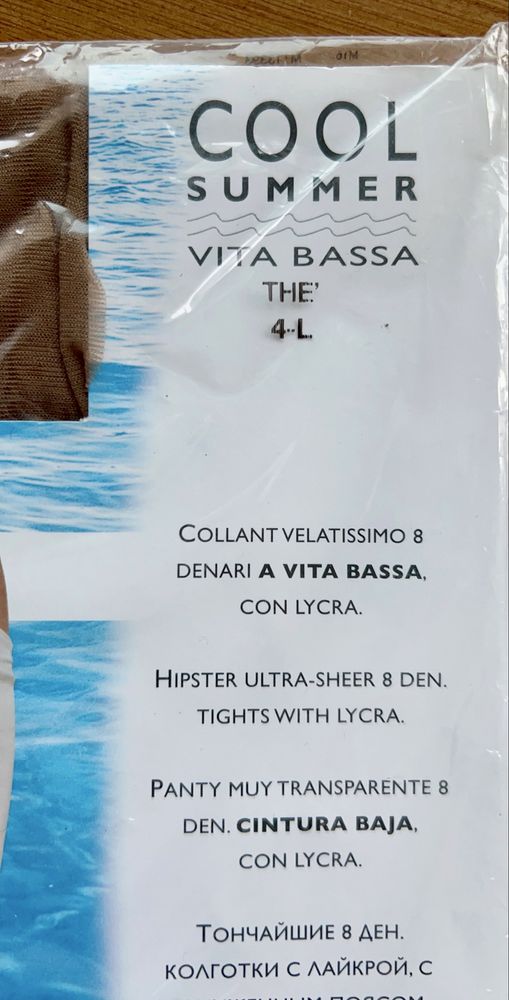 COOL
SUMMER
VITA BASSA
THE'
4-L
COLLANT VELATISSIMO 8
DENARI A VITA BASSA,
CON LYCRA.
HIPSTER ULTRA-SHEER 8 DEN.
TIGHTS WITH LYCRA.
PANTY MUY TRANSPARENTE 8
DEN. CINTURA BAJA,
CON LYCRA.
ТОНЧАЙШИЕ 8 ДЕН.
КОЛГОТКИ С ЛАЙКРОЙ, С